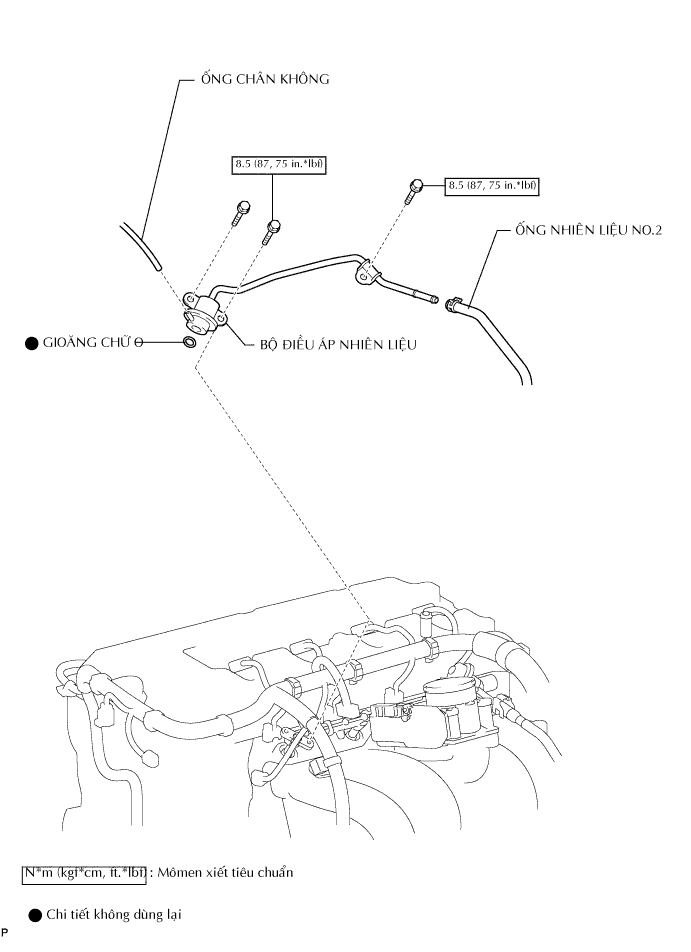 ỐNG CHÂN KHÔNG
8.5 (87, 75 in.*lbf)
8.5 (87, 75 in.*lbf)
ỐNG NHIÊN LIỆU NO.2
● GIOĂNG CHỮ O
BỘ ĐIỀU ÁP NHIÊN LIỆU
N*m (kgf*cm, ft.*lbf) : Mômen xiết tiêu chuẩn
● Chi tiết không dùng lại
P